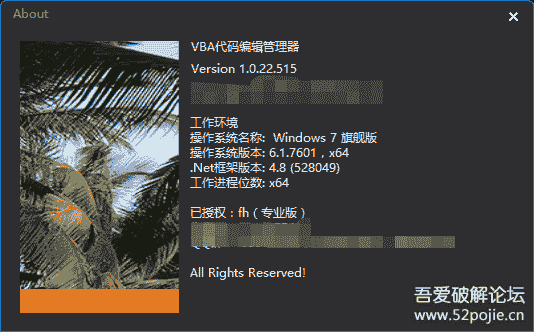 About
VBA代码编辑管理器
Version 1.0.22.515
工作环境
操作系统名称: Windows 7 旗舰版
操作系统版本: 6.1.7601，x64
.Net框架版本: 4.8 (528049)
工作进程位数: x64
已授权：fh（专业版）
All Rights Reserved!
吾爱破解论坛
www.52pojie.cn